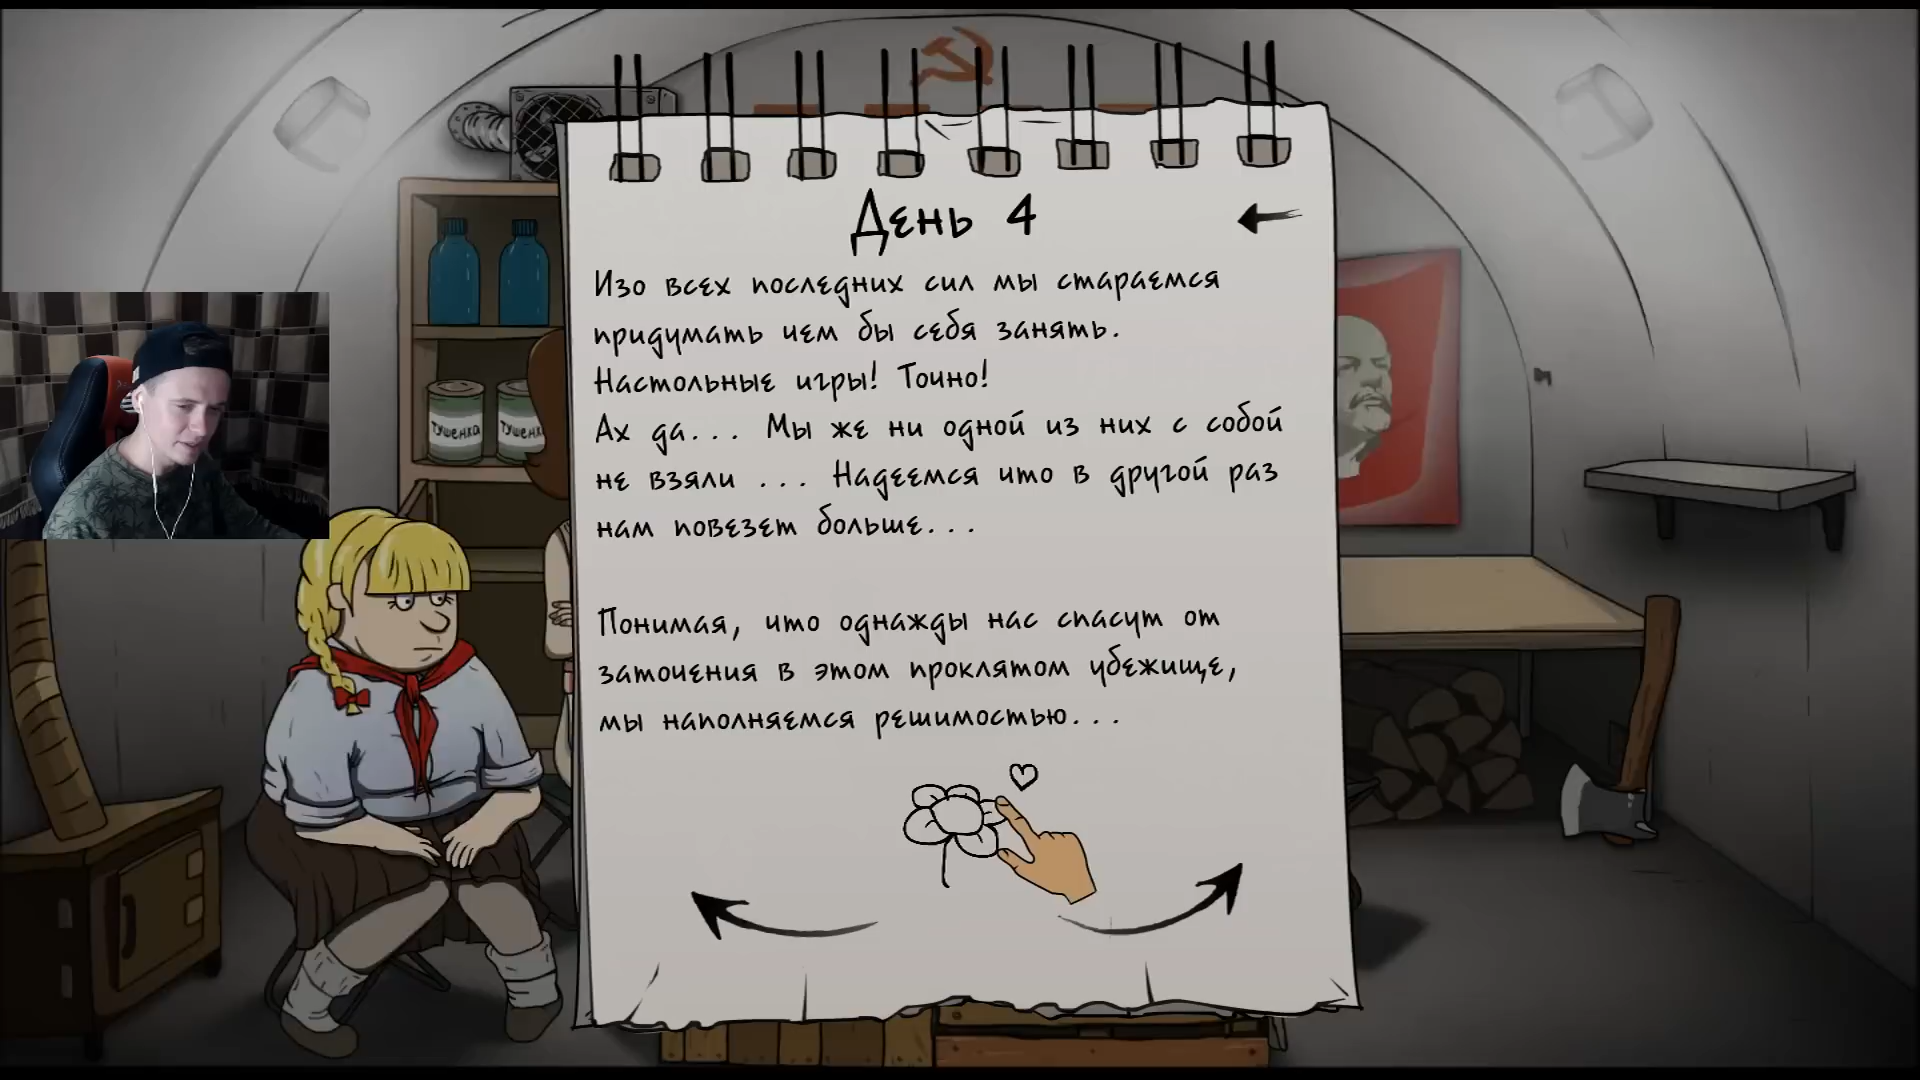 День 4
Изо всех последних сил мы стараемся
придумать чем бы себя занять.
Настольные игры! Точно!
Ах да... Мы же ни одной из них с собой
не взяли ... Надеемся что в другой раз
нам повезет больше...
Понимая, что однажды нас спасут от
заточения в этом проклятом убежище,
мы наполняемся решимостью...
тушенка
тушенка